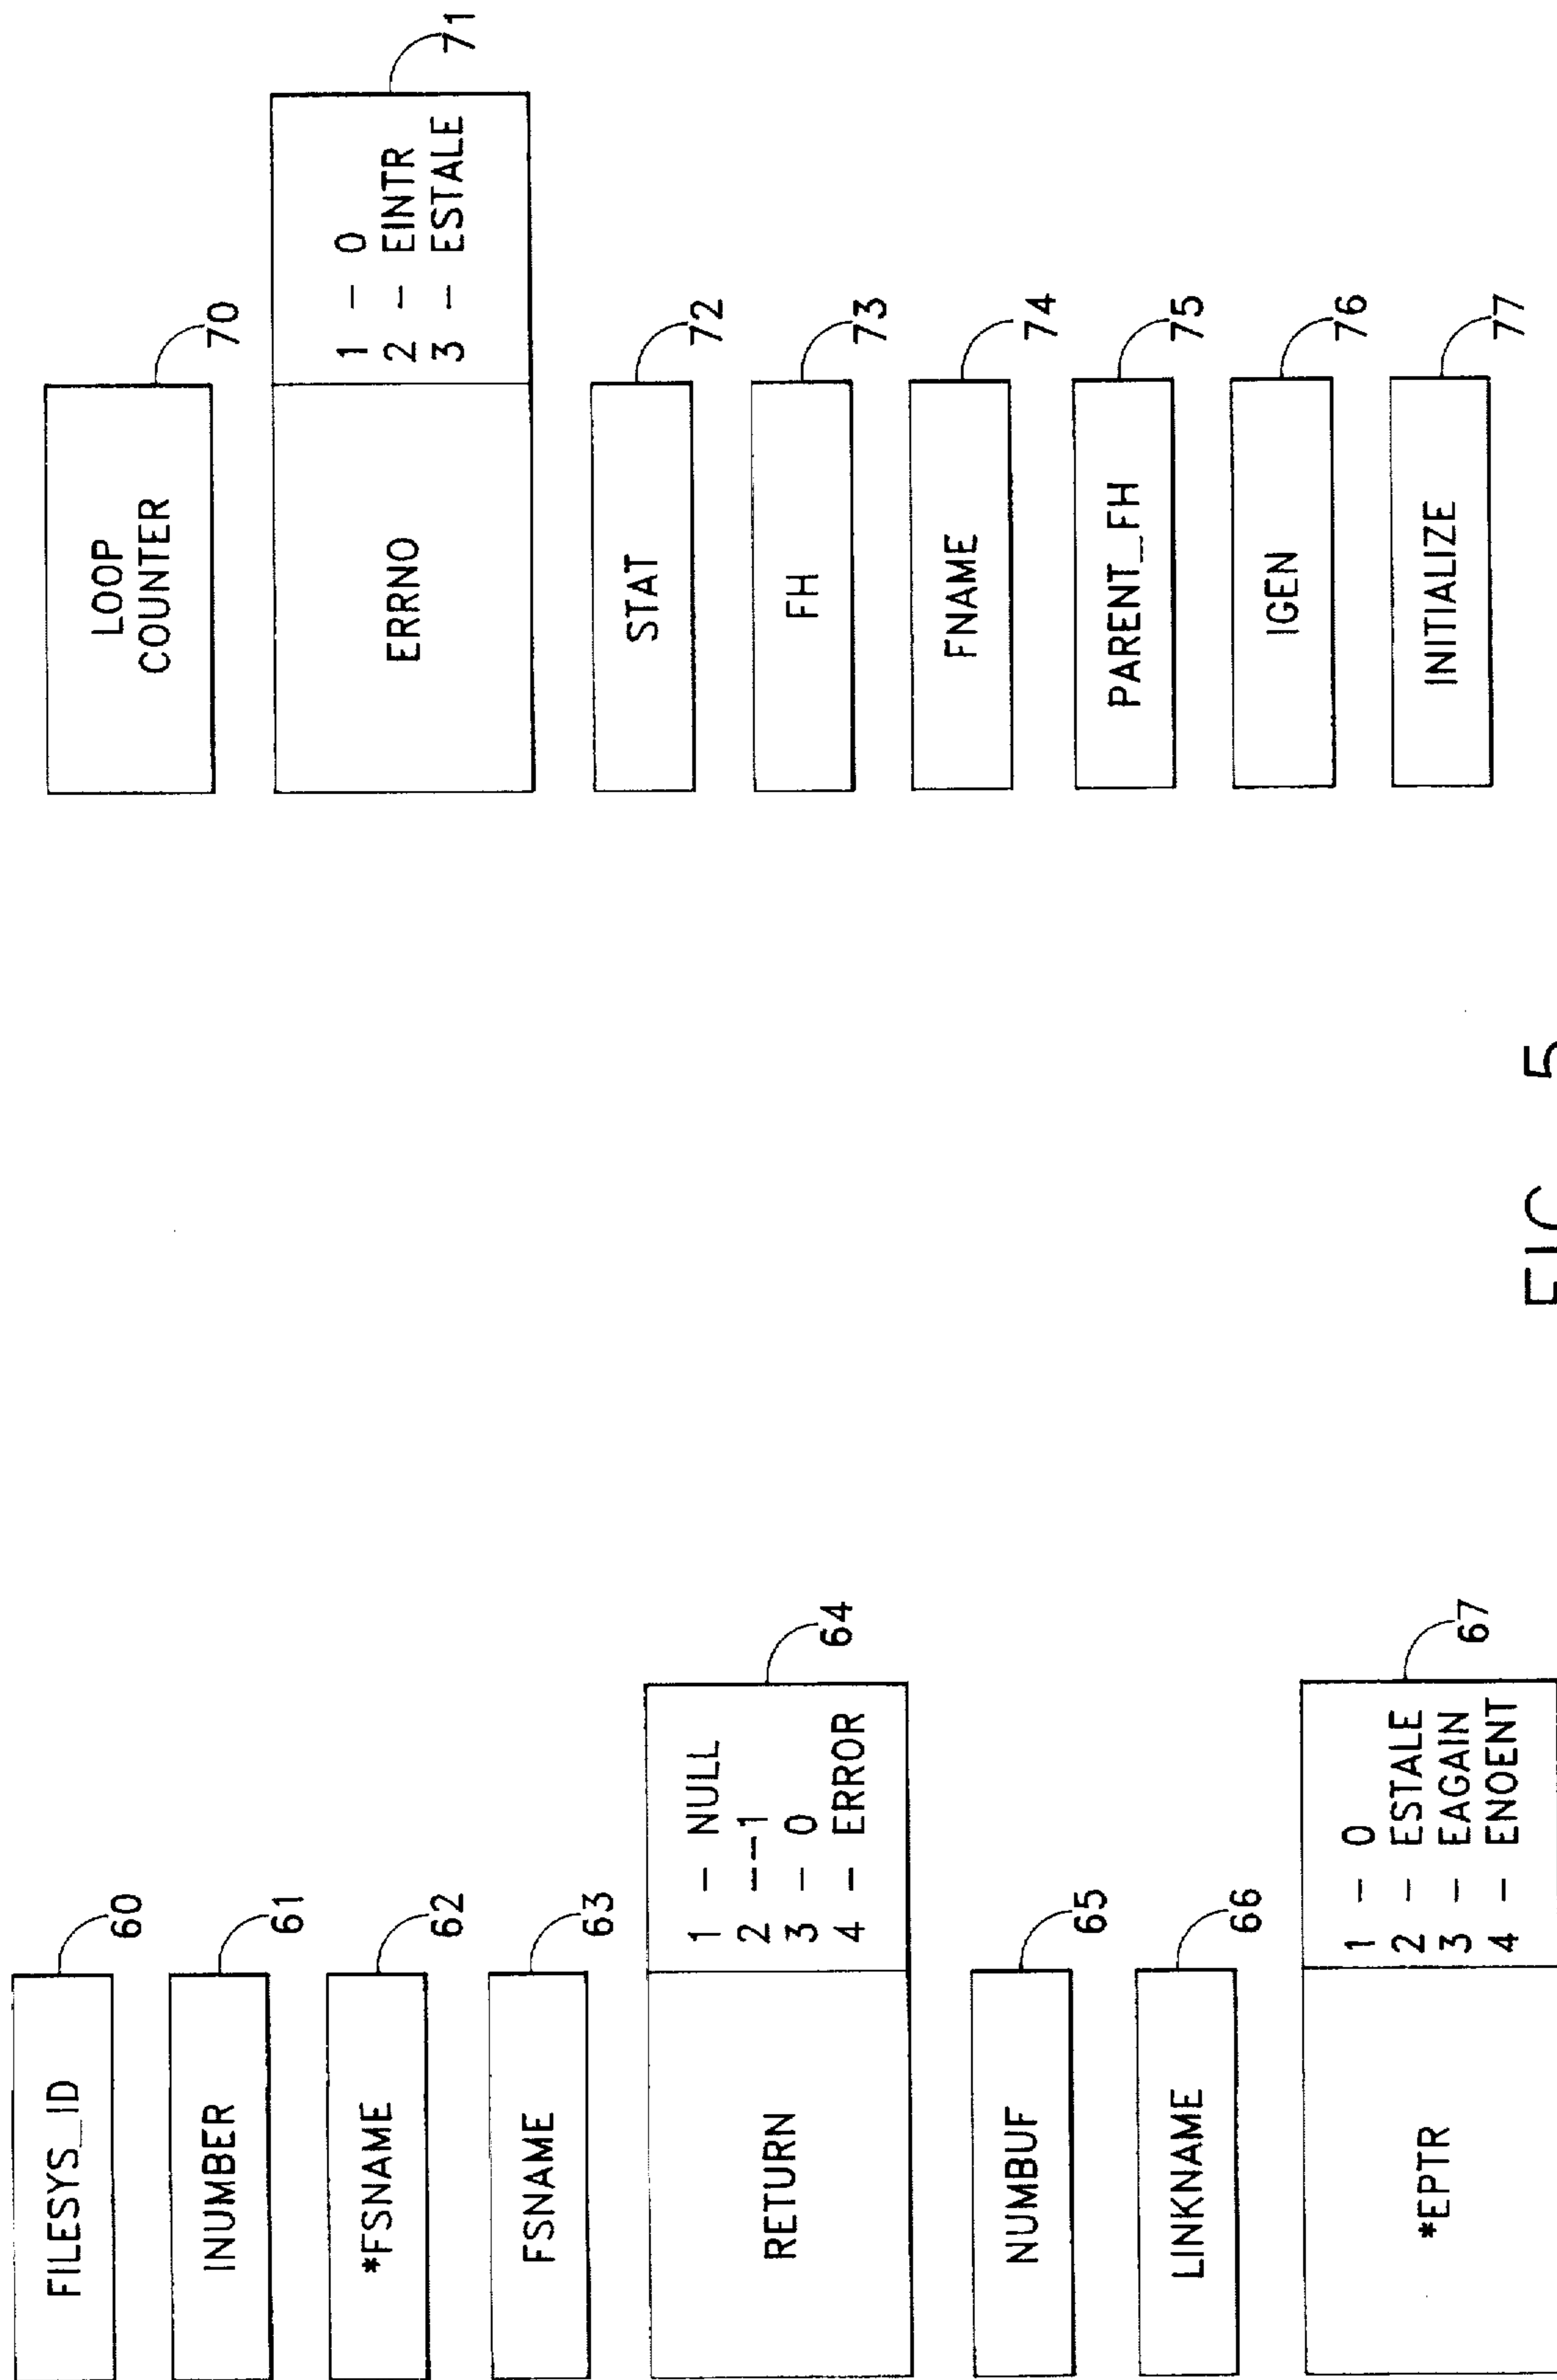 FILESYS_ID
60
INUMBER
61
*FSNAME
62
FSNAME
63
RETURN
1 - NULL
2 --- 1
3 - 0
4 - ERROR
64
NUMBUF
65
LINKNAME
66
*EPTR
1 - 0
2 - ESTALE
3 - EAGAIN
4 - ENOENT
67
LOOP
COUNTER
70
ERRNO
1 - 0
2 - EINTR
3 - ESTALE
71
STAT
72
FH
73
FNAME
74
PARENT_FH
75
IGEN
76
INITIALIZE
77
FIG. 5